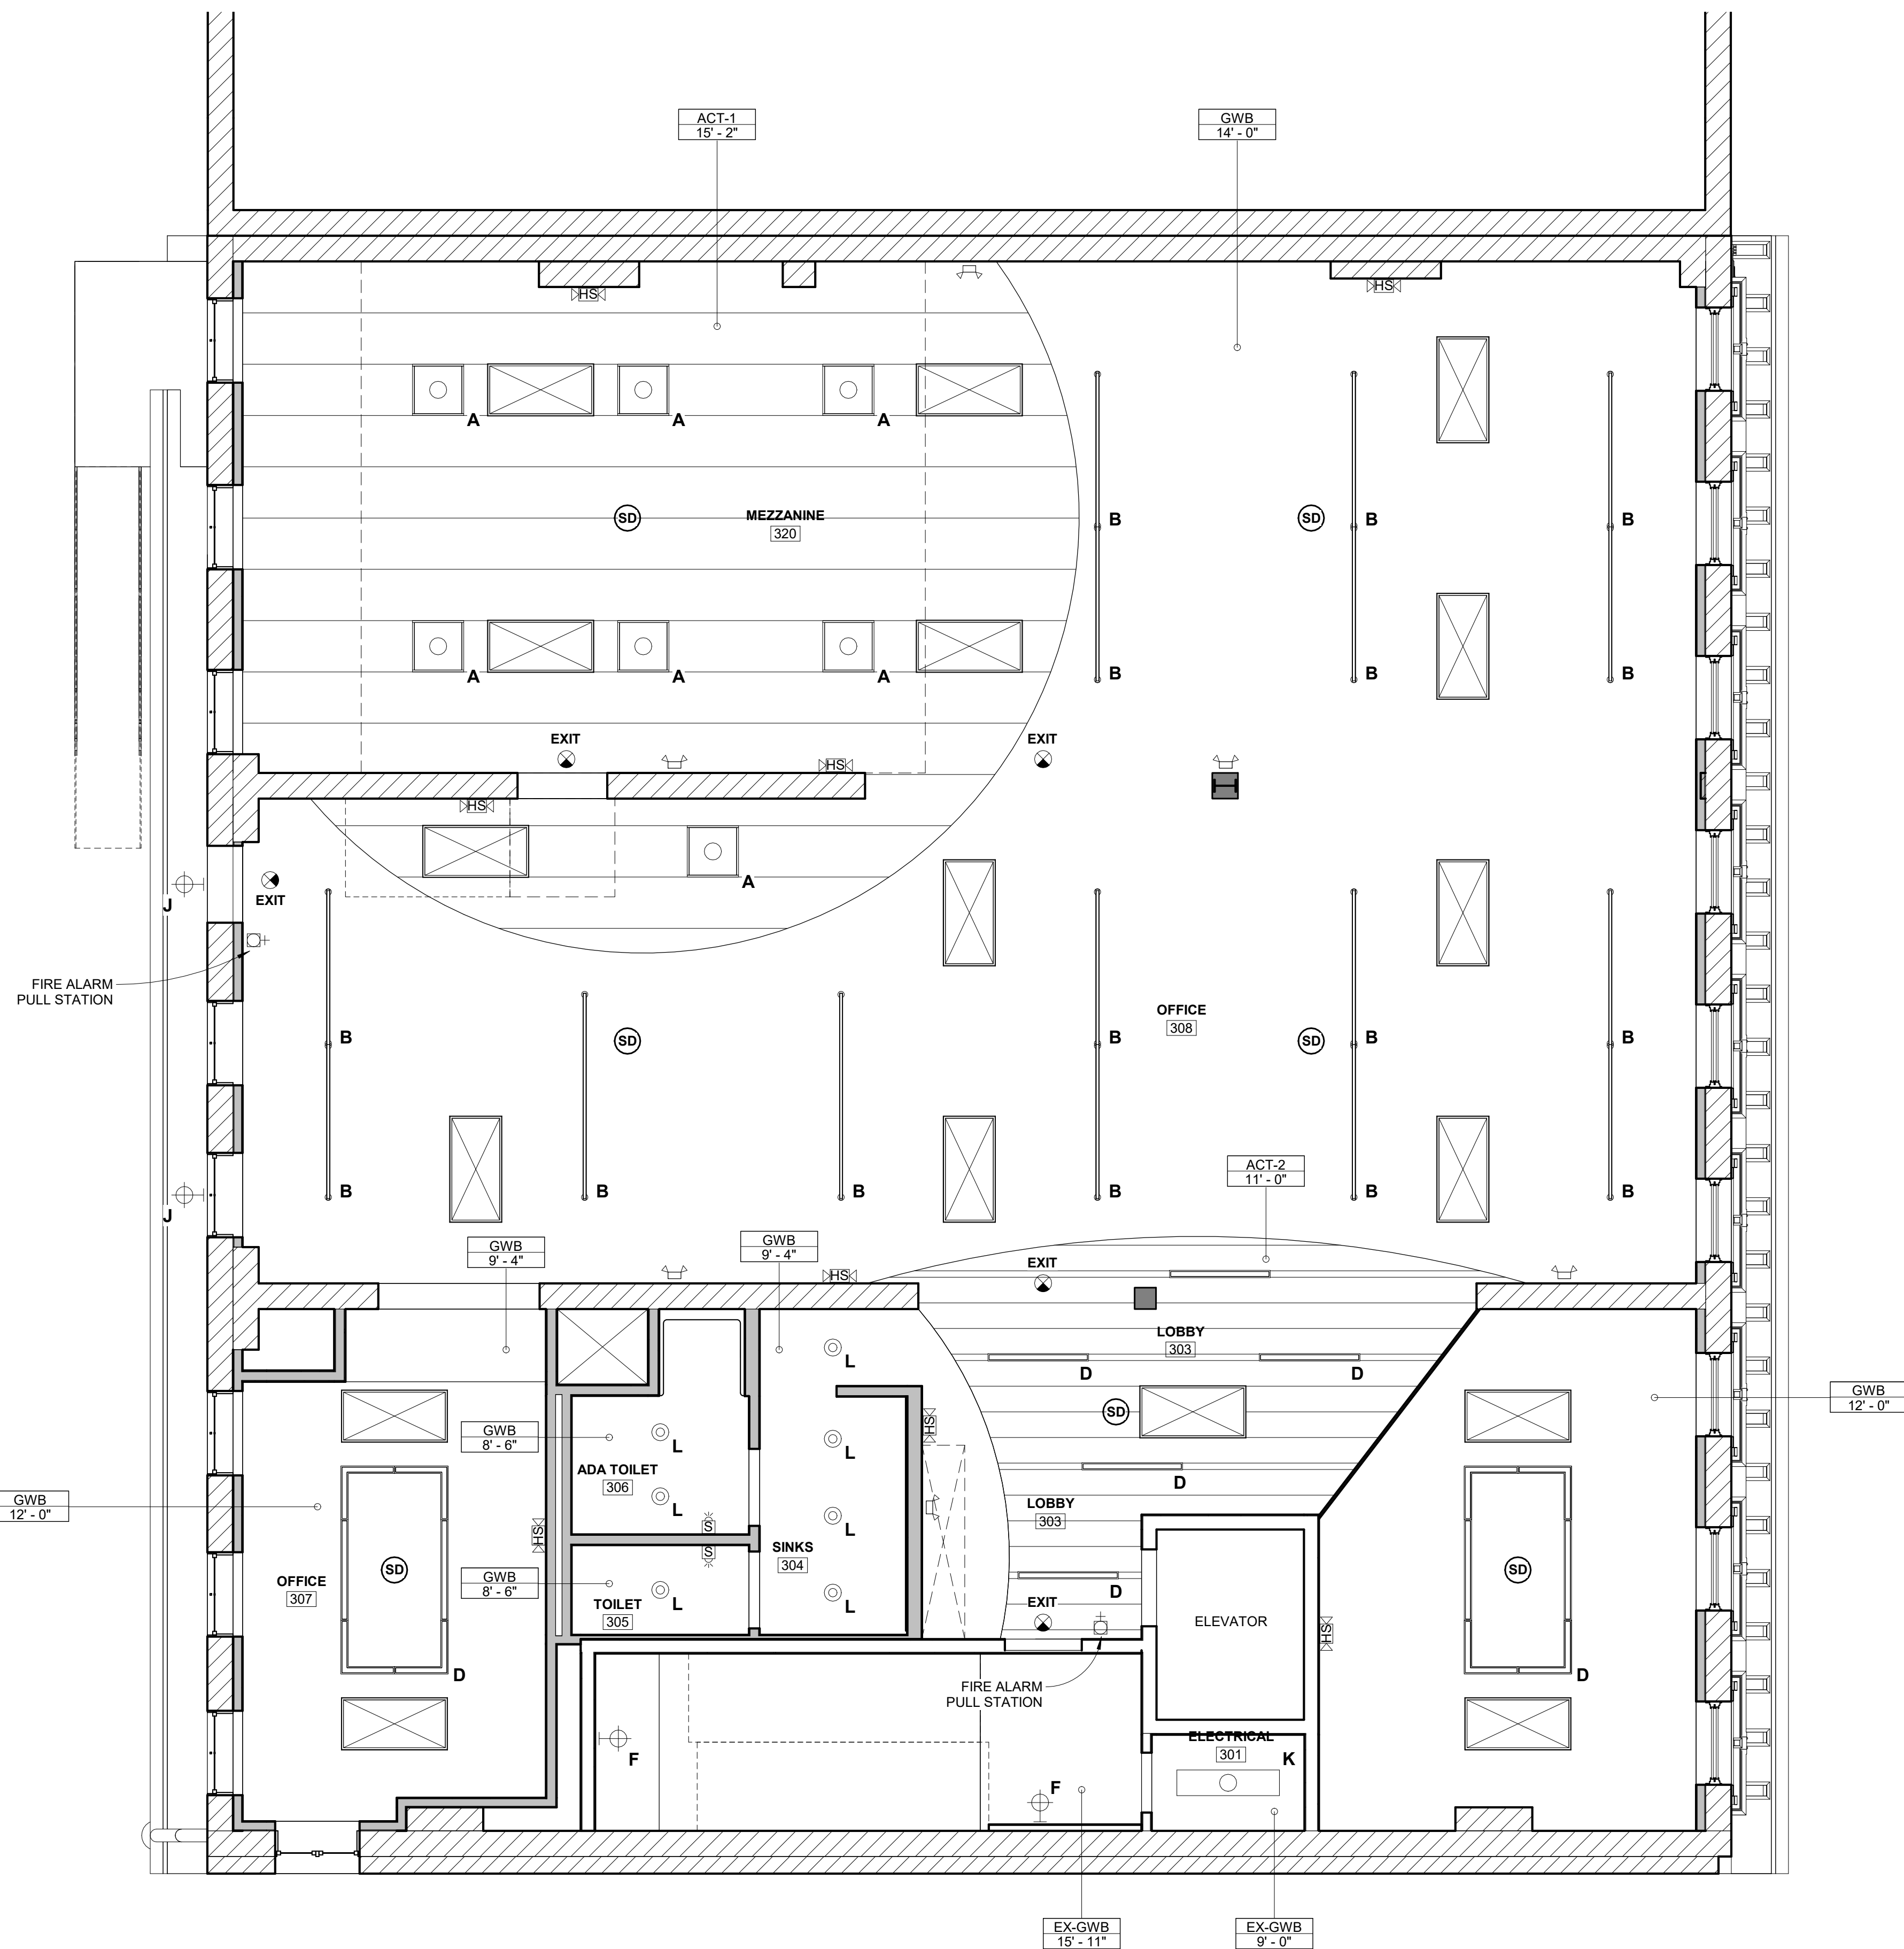 ACT-1
15' - 2"
GWB
14' - 0"
HS
HS
A
A
A
B
B
B
SD
MEZZANINE
320
SD
A
A
A
B
B
B
EXIT
EXIT
HS
HS
A
J
EXIT
FIRE ALARM
PULL STATION
B
SD
OFFICE
308
B
SD
B
B
ACT-2
11' - 0"
J
B
B
B
B
B
B
GWB
9' - 4"
GWB
9' - 4"
HS
EXIT
LOBBY
303
L
D
D
GWB
12' - 0"
SD
HS
GWB
8' - 6"
L
L
ADA TOILET
306
D
GWB
12' - 0"
L
LOBBY
303
HS
S
L
S
SINKS
304
SD
SD
OFFICE
307
GWB
8' - 6"
TOILET
305
L
L
D
EXIT
ELEVATOR
HS
D
D
FIRE ALARM
PULL STATION
ELECTRICAL
301
K
F
F
EX-GWB
15' - 11"
EX-GWB
9' - 0"